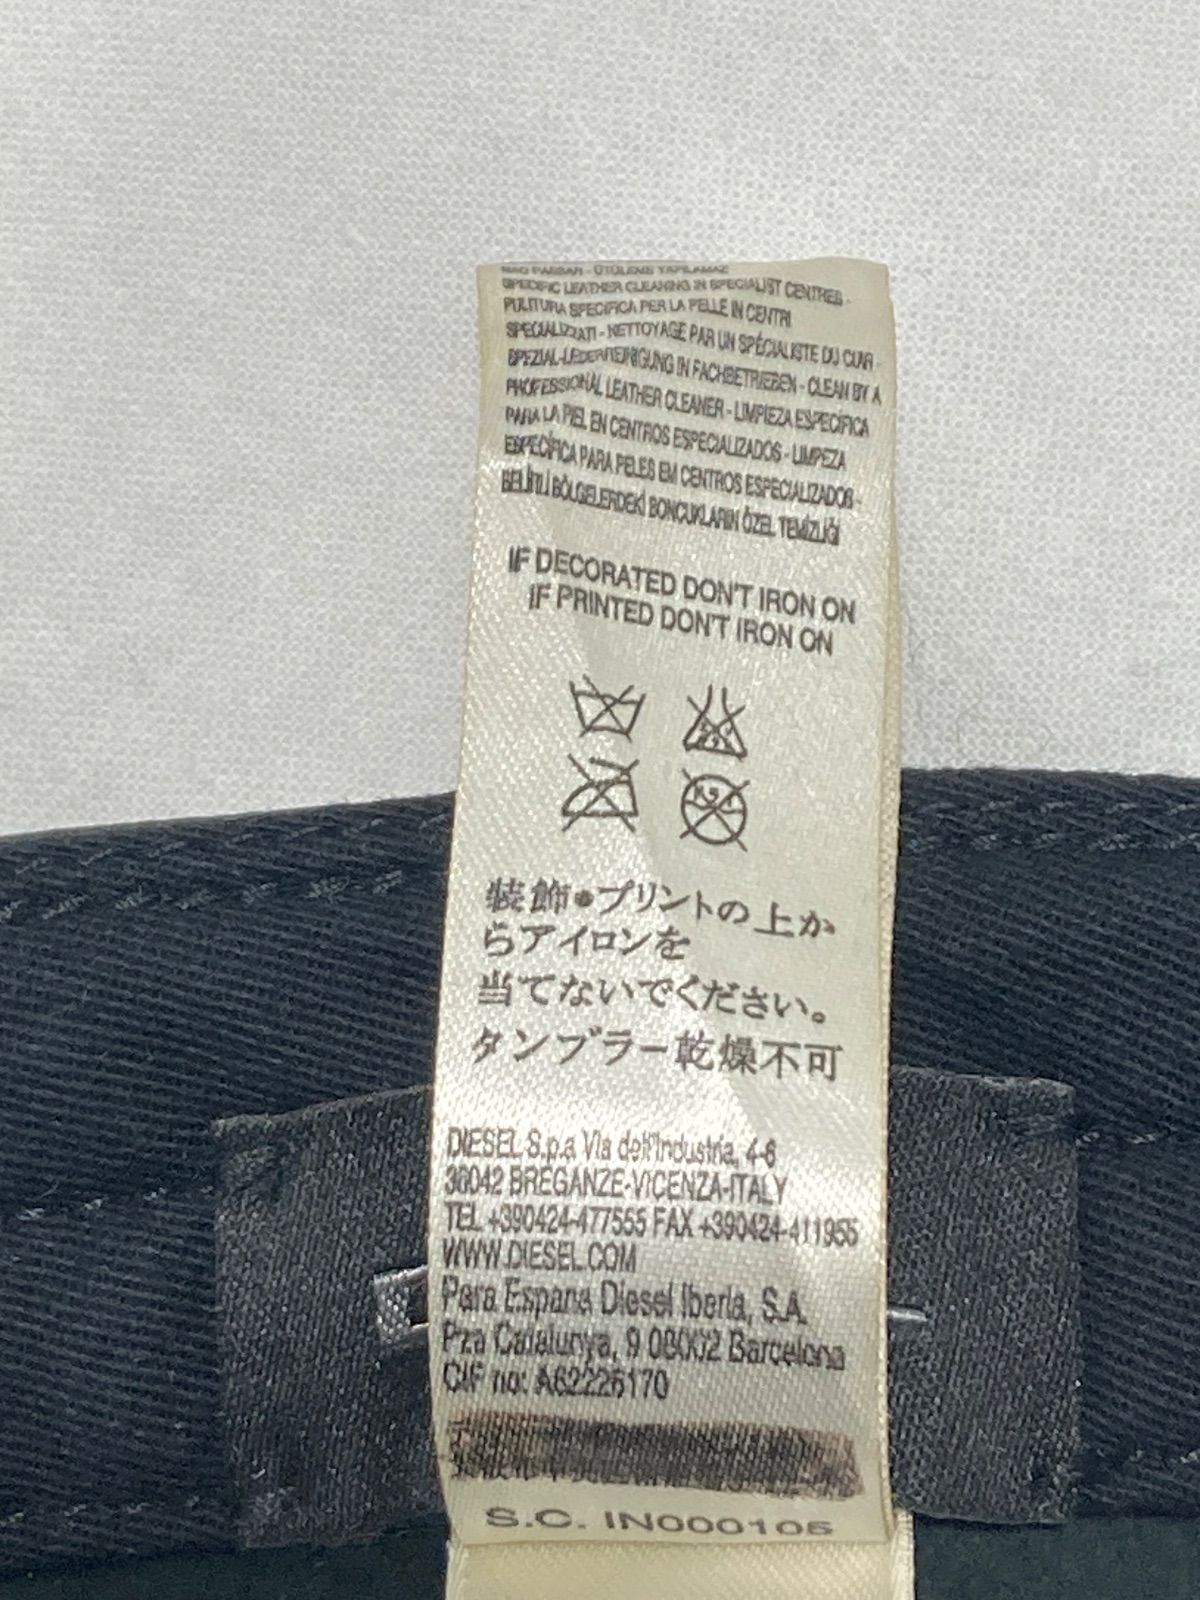 SPECIFIC LEATHER CLEANING IN SPECIALIST CENTRES -
PULITURA SPECIFICA PER LA PELLE IN CENTRI
SPECIALIZZATI - NETTOYAGE PAR UN SPÉCIALISTE DU CUIR -
SPEZIAL-LEDERREINIGUNG IN FACHBETRIEBEN - CLEAN BY A
PROFESSIONAL LEATHER CLEANER - LIMPIEZA ESPECÍFICA
PARA LA PIEL EN CENTROS ESPECIALIZADOS - LIMPEZA
ESPECÍFICA PARA PELES EM CENTROS ESPECIALIZADOS -
BELİRTİLİ BÖLGELERDEKİ BONCUKLARIN ÖZEL TEMİZLİĞİ
IF DECORATED DON'T IRON ON
IF PRINTED DON'T IRON ON
装飾・プリントの上か
らアイロンを
当てないでください。
タンブラー乾燥不可
DIESEL S.p.a Via dell'Industria, 4-6
36042 BREGANZE-VICENZA-ITALY
TEL +390424-477555 FAX +390424-411955
WWW.DIESEL.COM
Para Espana Diesel Iberia, S.A.
Pza Catalunya, 9 08002 Barcelona
CIF no: A62226170
S.C. IN000105